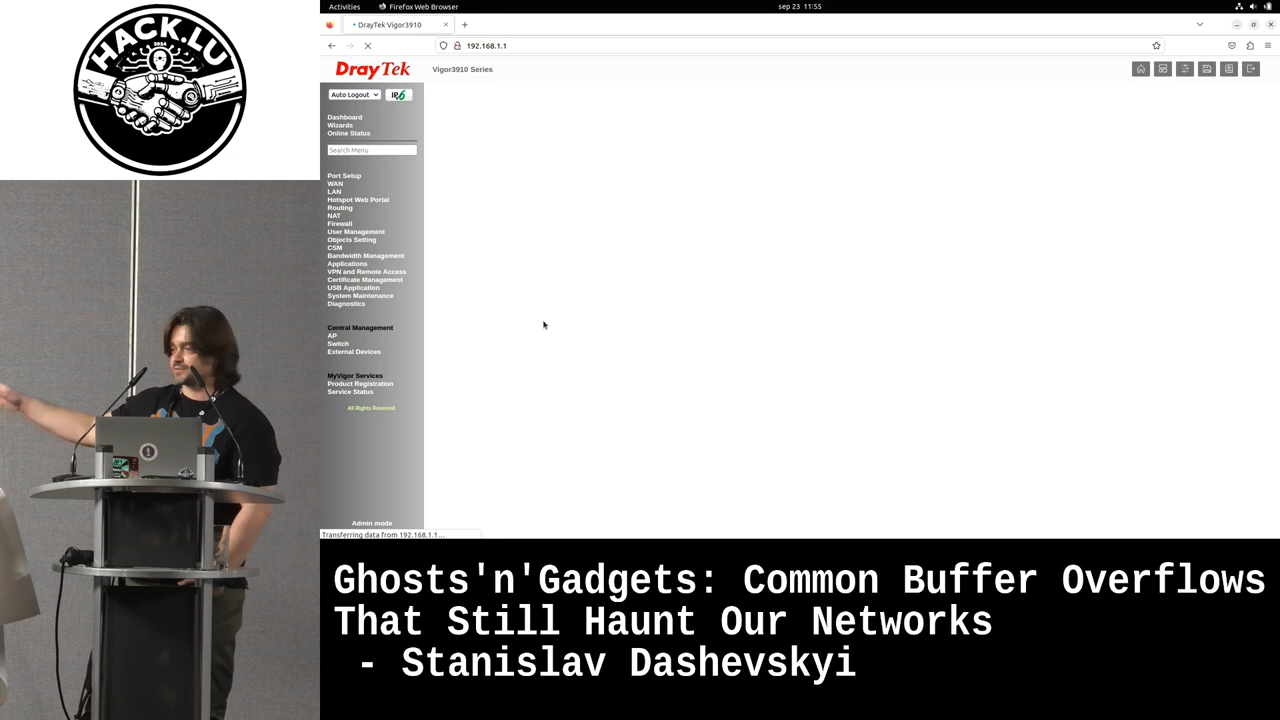 HACK.LU
2024
Activities
Firefox Web Browser
sep 23 11:55
DrayTek Vigor3910
192.168.1.1
DrayTek
Vigor3910 Series
Auto Logout
IPv6
Dashboard
Wizards
Online Status
Search Menu
Port Setup
WAN
LAN
Hotspot Web Portal
Routing
NAT
Firewall
User Management
Objects Setting
CSM
Bandwidth Management
Applications
VPN and Remote Access
Certificate Management
USB Application
System Maintenance
Diagnostics
Central Management
AP
Switch
External Devices
MyVigor Services
Product Registration
Service Status
All Rights Reserved.
Admin mode
Transferring data from 192.168.1.1...
Ghosts'n'Gadgets: Common Buffer Overflows
That Still Haunt Our Networks
- Stanislav Dashevskyi